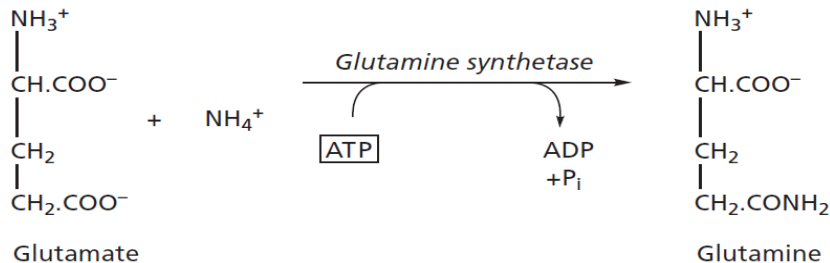 NH₃⁺
CH.COO⁻
CH₂
CH₂.COO⁻
Glutamate
+
NH₄⁺
Glutamine synthetase
ATP
ADP
+Pᵢ
NH₃⁺
CH.COO⁻
CH₂
CH₂.CONH₂
Glutamine